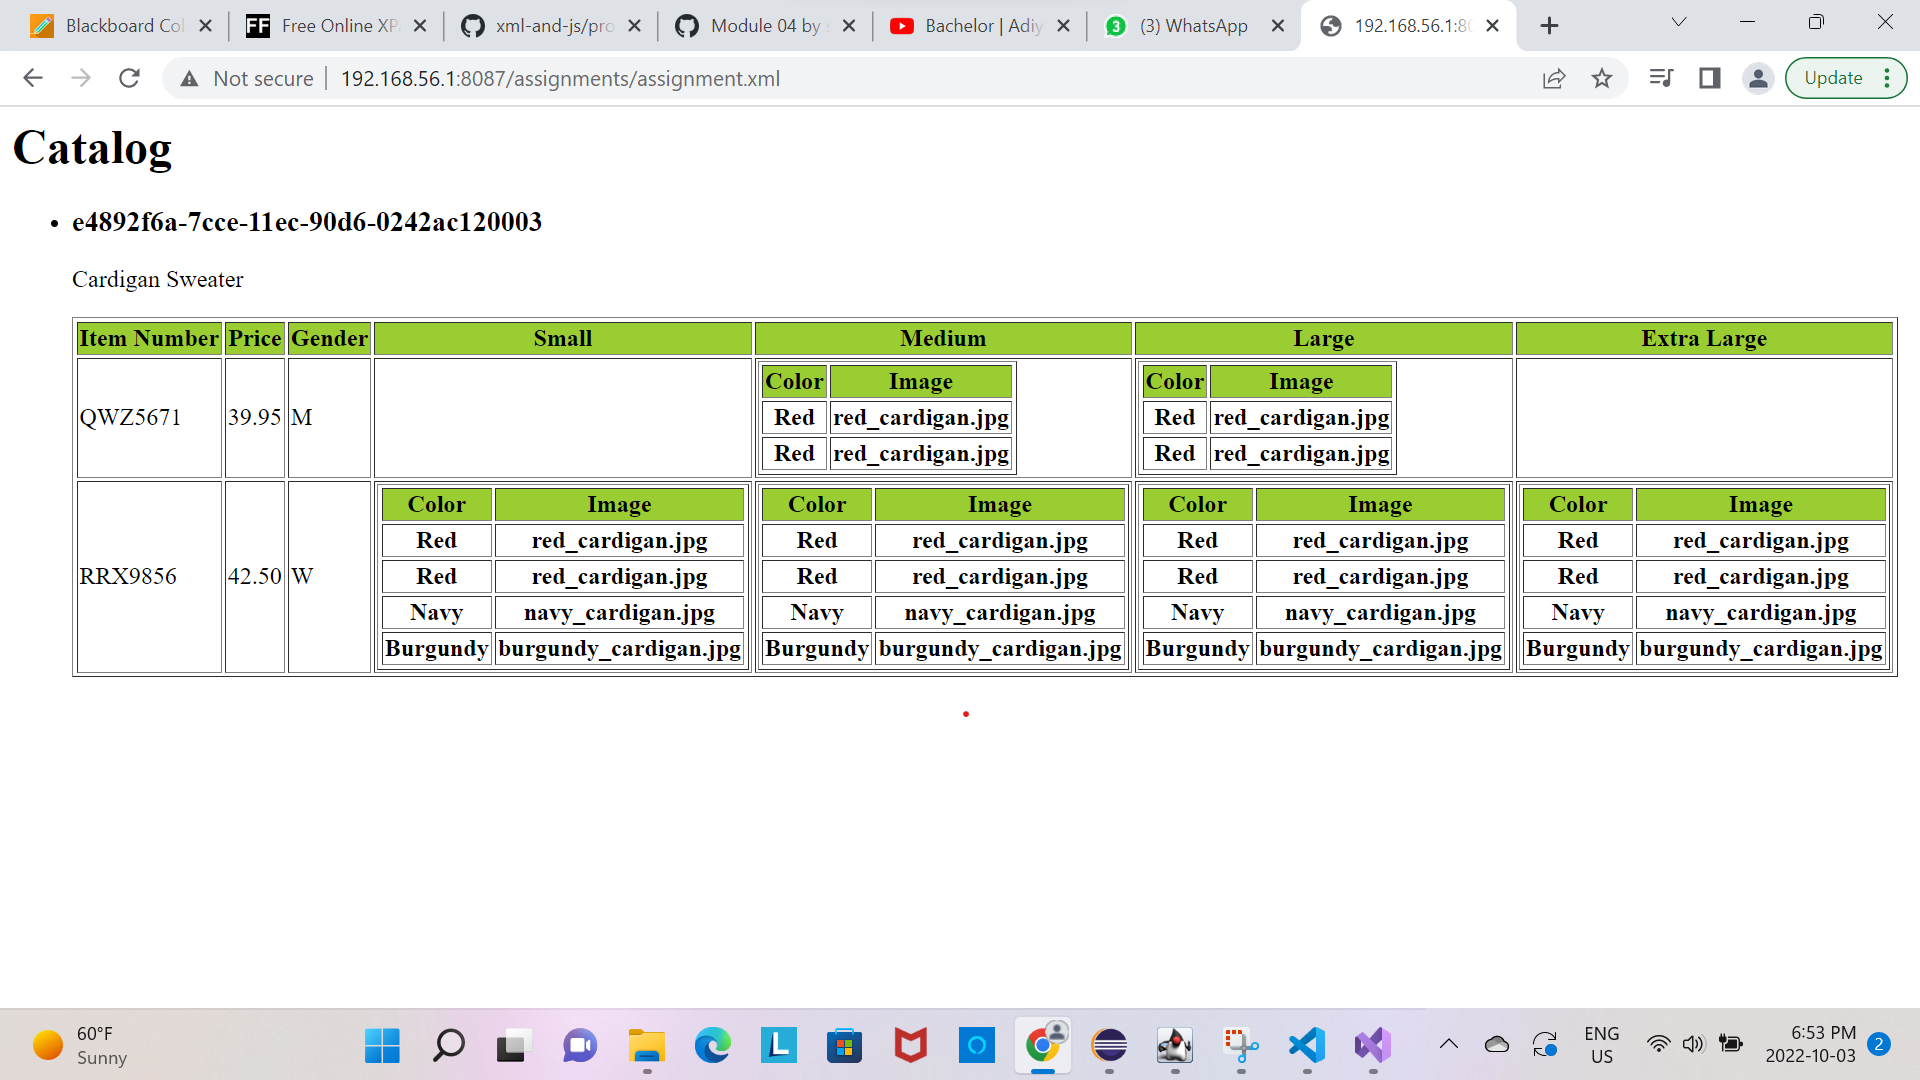 Blackboard Col
Free Online XP
xml-and-js/pro
Module 04 by
Bachelor | Adiy
(3) WhatsApp
192.168.56.1:80
Not secure
192.168.56.1:8087/assignments/assignment.xml
Update
Catalog
• e4892f6a-7cce-11ec-90d6-0242ac120003
Cardigan Sweater
Item Number Price Gender Small Medium Large Extra Large
QWZ5671 39.95 M
Color Image
Red red_cardigan.jpg
Red red_cardigan.jpg
Color Image
Red red_cardigan.jpg
Red red_cardigan.jpg
RRX9856 42.50 W
Color Image
Red red_cardigan.jpg
Red red_cardigan.jpg
Navy navy_cardigan.jpg
Burgundy burgundy_cardigan.jpg
Color Image
Red red_cardigan.jpg
Red red_cardigan.jpg
Navy navy_cardigan.jpg
Burgundy burgundy_cardigan.jpg
Color Image
Red red_cardigan.jpg
Red red_cardigan.jpg
Navy navy_cardigan.jpg
Burgundy burgundy_cardigan.jpg
Color Image
Red red_cardigan.jpg
Red red_cardigan.jpg
Navy navy_cardigan.jpg
Burgundy burgundy_cardigan.jpg
60°F
Sunny
ENG
US
6:53 PM
2022-10-03
2